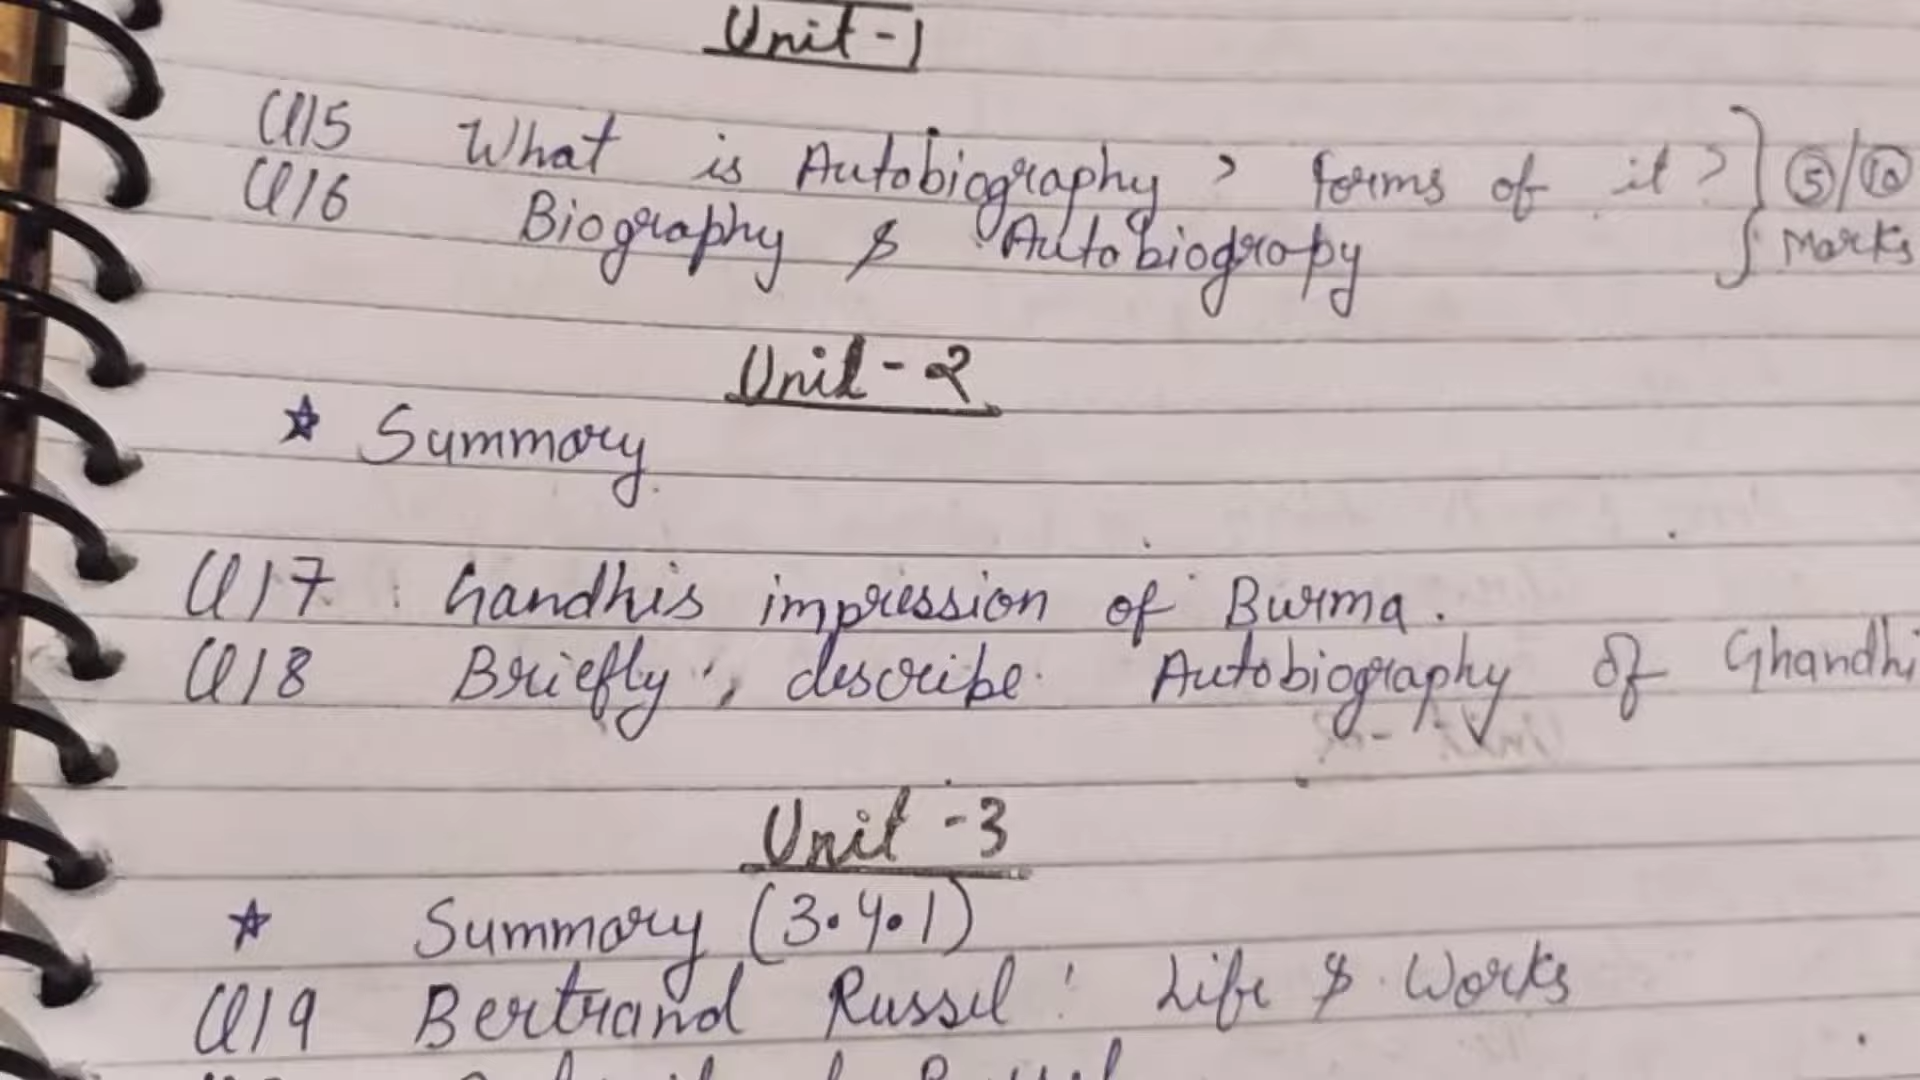 Unit-1
Q15 What is Autobiography ? forms of it ? 5/10
Q16 Biography & Autobiograpy Marks
Unit-2
☆ Summary
Q17 Gandhis impression of Burma.
Q18 Briefly, describe Autobiography of Ghandhi
Unit-3
☆ Summary (3.4.1)
Q19 Bertrand Russel : Life & Works